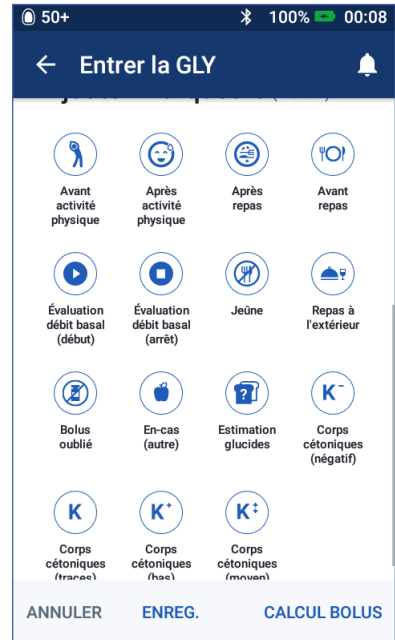 50+ 100% 00:08
Entrer la GLY
Avant Après Après Avant
activité activité repas repas
physique physique
Évaluation Évaluation Jeûne Repas à
débit basal débit basal l'extérieur
(début) (arrêt)
Bolus En-cas Estimation K⁻ Corps
oublié (autre) glucides cétoniques
(négatif)
K K⁺ K‡
Corps Corps Corps
cétoniques cétoniques cétoniques
(traces) (bas) (moyen)
ANNULER ENREG. CALCUL BOLUS